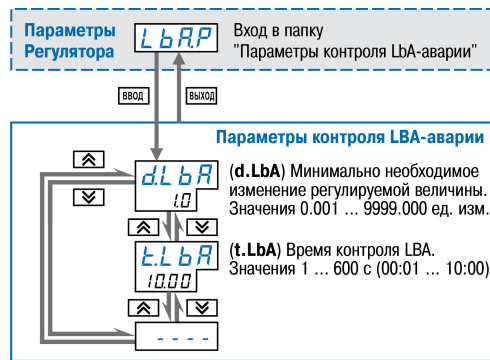 Параметры
Регулятора
LbA.P
Вход в папку
"Параметры контроля LbA-аварии"
ВВОД
ВЫХОД
Параметры контроля LBA-аварии
d.LbA
1.0
(d.LbA) Минимально необходимое
изменение регулируемой величины.
Значения 0.001 ... 9999.000 ед. изм.
t.LbA
10.00
(t.LbA) Время контроля LBA.
Значения 1 ... 600 с (00:01 ... 10:00)
- - - -